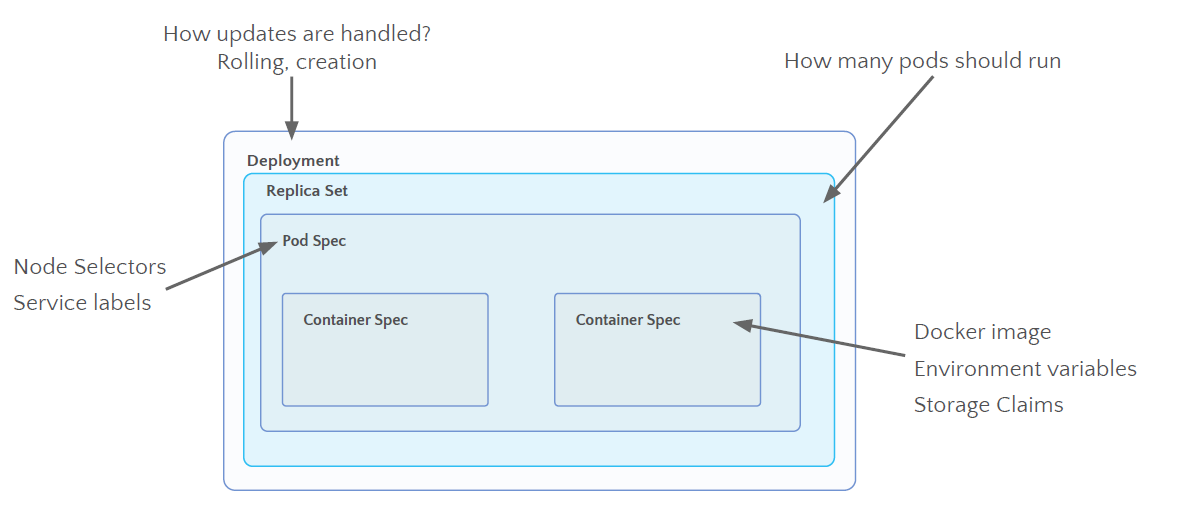 How updates are handled?
Rolling, creation
How many pods should run
Deployment
Replica Set
Pod Spec
Node Selectors
Service labels
Container Spec
Container Spec
Docker image
Environment variables
Storage Claims